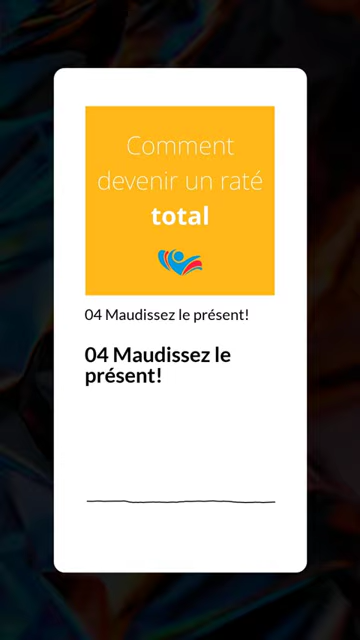 Comment
devenir un raté
total
04 Maudissez le présent!
04 Maudissez le
présent!